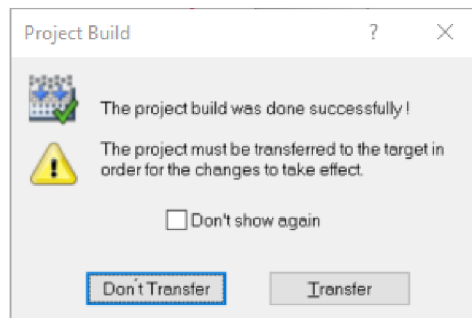 Project Build
?
The project build was done successfully !
The project must be transferred to the target in
order for the changes to take effect.
Don't show again
Don't Transfer
Transfer